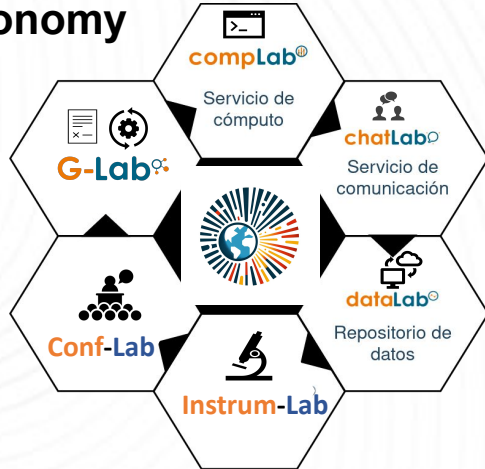 onomy
compLab
Servicio de
cómputo
G-Lab
chatLab
Servicio de
comunicación
Conf-Lab
dataLab
Repositorio de
datos
Instrum-Lab